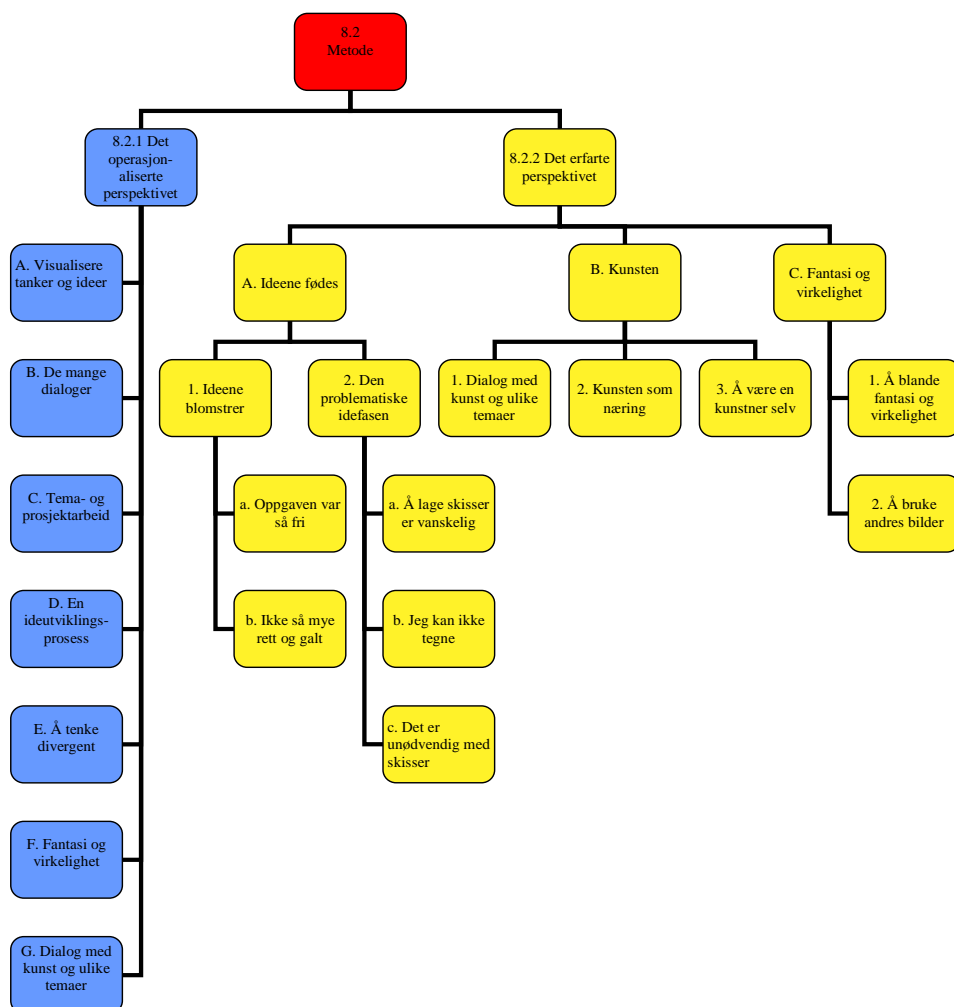 8.2
Metode
8.2.1 Det
operasjon-
aliserte
perspektivet
8.2.2 Det erfarte
perspektivet
A. Visualisere
tanker og ideer
B. De mange
dialoger
C. Tema- og
prosjektarbeid
D. En
ideutviklings-
prosess
E. Å tenke
divergent
F. Fantasi og
virkelighet
G. Dialog med
kunst og ulike
temaer
A. Ideene fødes
1. Ideene
blomstrer
a. Oppgaven var
så fri
b. Ikke så mye
rett og galt
2. Den
problematiske
idefasen
a. Å lage skisser
er vanskelig
b. Jeg kan ikke
tegne
c. Det er
unødvendig med
skisser
B. Kunsten
1. Dialog med
kunst og ulike
temaer
2. Kunsten som
næring
3. Å være en
kunstner selv
C. Fantasi og
virkelighet
1. Å blande
fantasi og
virkelighet
2. Å bruke
andres bilder